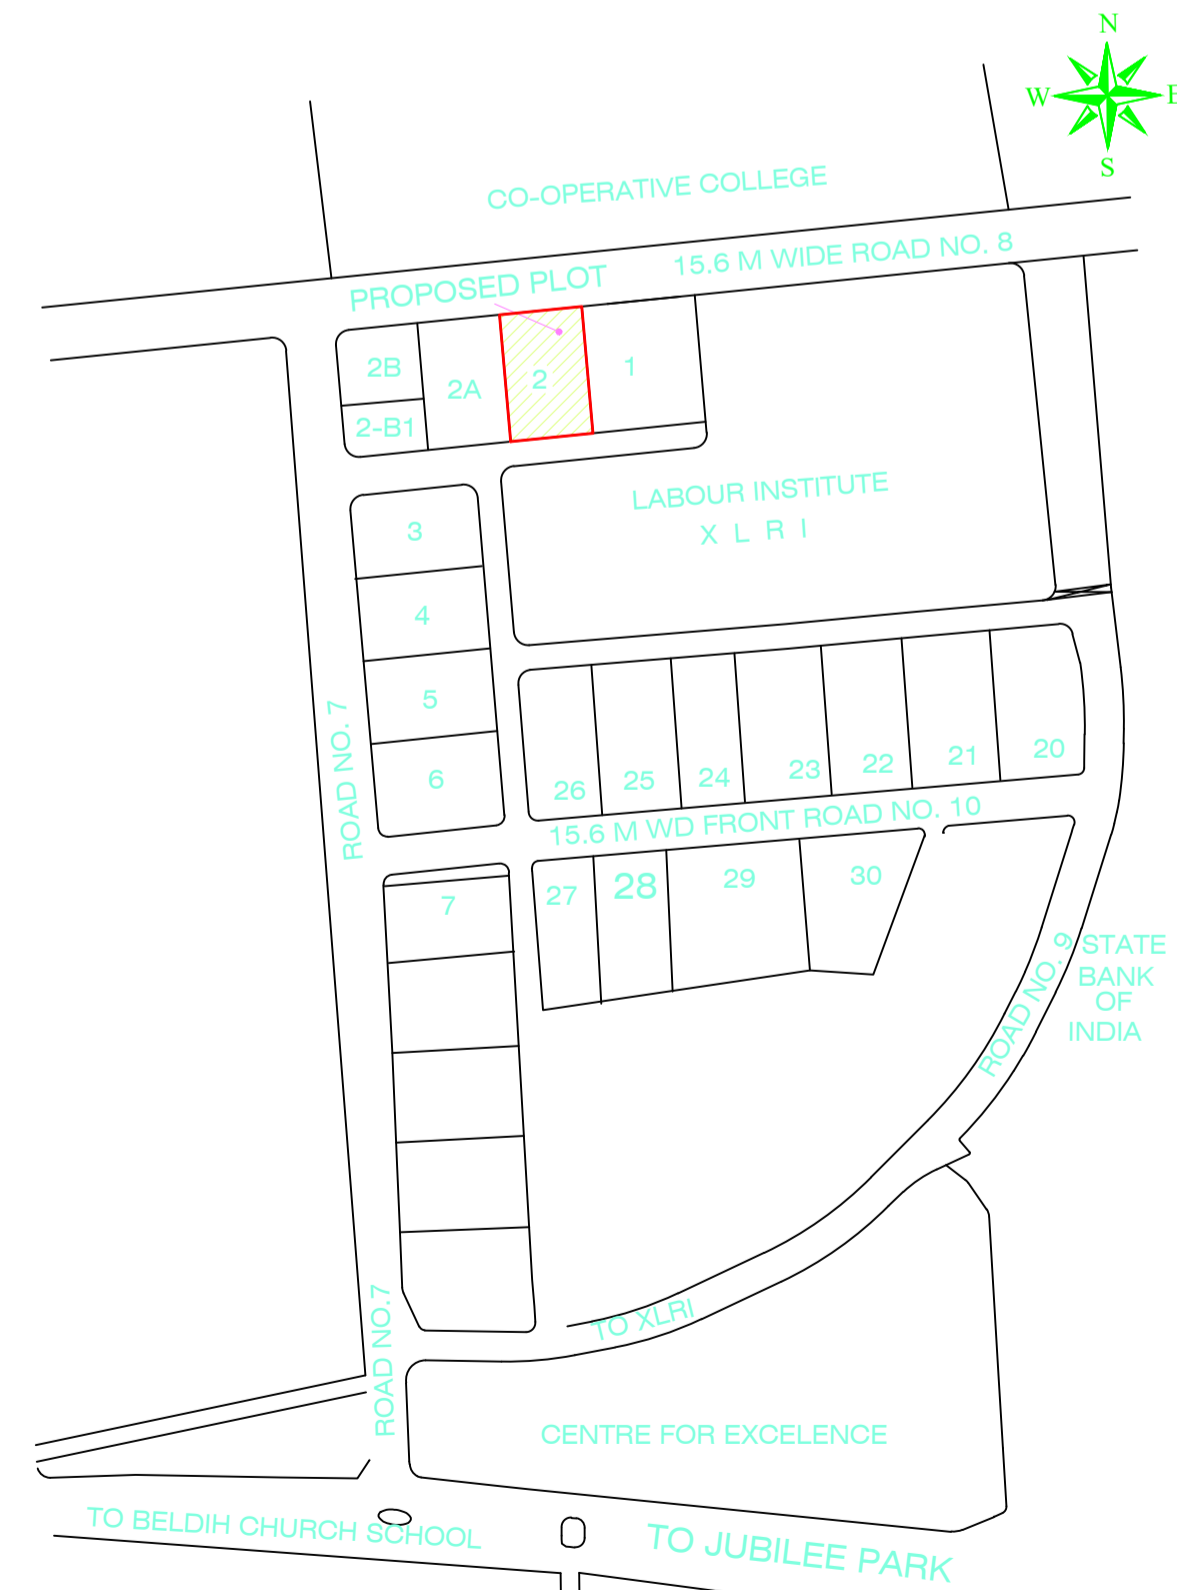 N
W
E
S
CO-OPERATIVE COLLEGE
15.6 M WIDE ROAD NO. 8
PROPOSED PLOT
2B
2A
2
1
2-B1
LABOUR INSTITUTE
X L R I
3
4
5
6
ROAD NO. 7
26
25
24
23
22
21
20
15.6 M WD FRONT ROAD NO. 10
7
27
28
29
30
ROAD NO. 9
STATE
BANK
OF
INDIA
TO XLRI
ROAD NO.7
CENTRE FOR EXCELENCE
TO BELDIH CHURCH SCHOOL
TO JUBILEE PARK